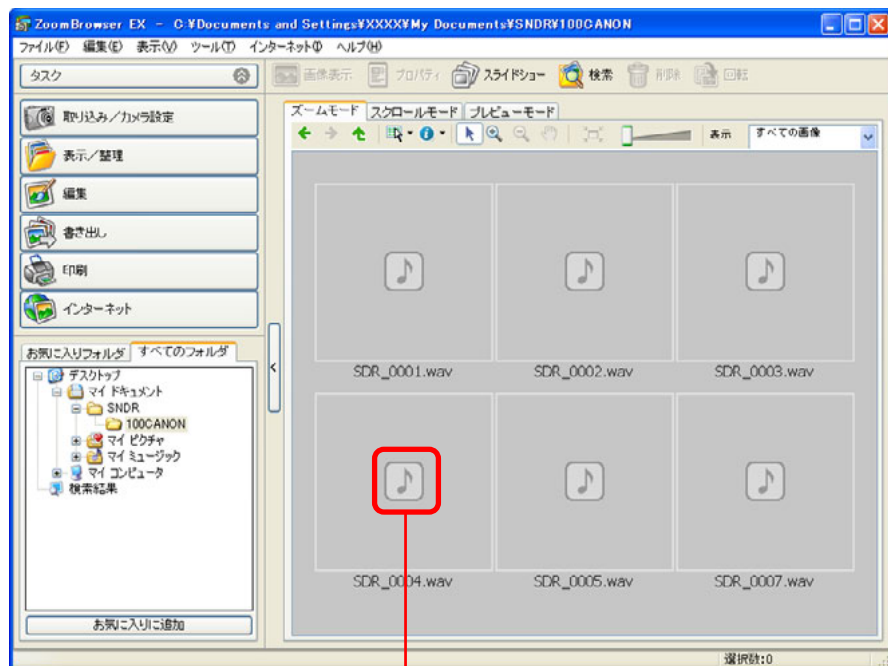 ZoomBrowser EX - C:¥Documents and Settings¥XXXX¥My Documents¥SNDR¥100CANON
ファイル(F) 編集(E) 表示(V) ツール(T) インターネット(I) ヘルプ(H)
タスク
画像表示 プロパティ スライドショー 検索 削除 回転
取り込み／カメラ設定
表示／整理
編集
書き出し
印刷
インターネット
ズームモード スクロールモード プレビューモード
表示 すべての画像
お気に入りフォルダ すべてのフォルダ
デスクトップ
マイ ドキュメント
SNDR
100CANON
マイ ピクチャ
マイ ミュージック
マイ コンピュータ
検索結果
お気に入りに追加
SDR_0001.wav SDR_0002.wav SDR_0003.wav
SDR_0004.wav SDR_0005.wav SDR_0007.wav
選択数:0